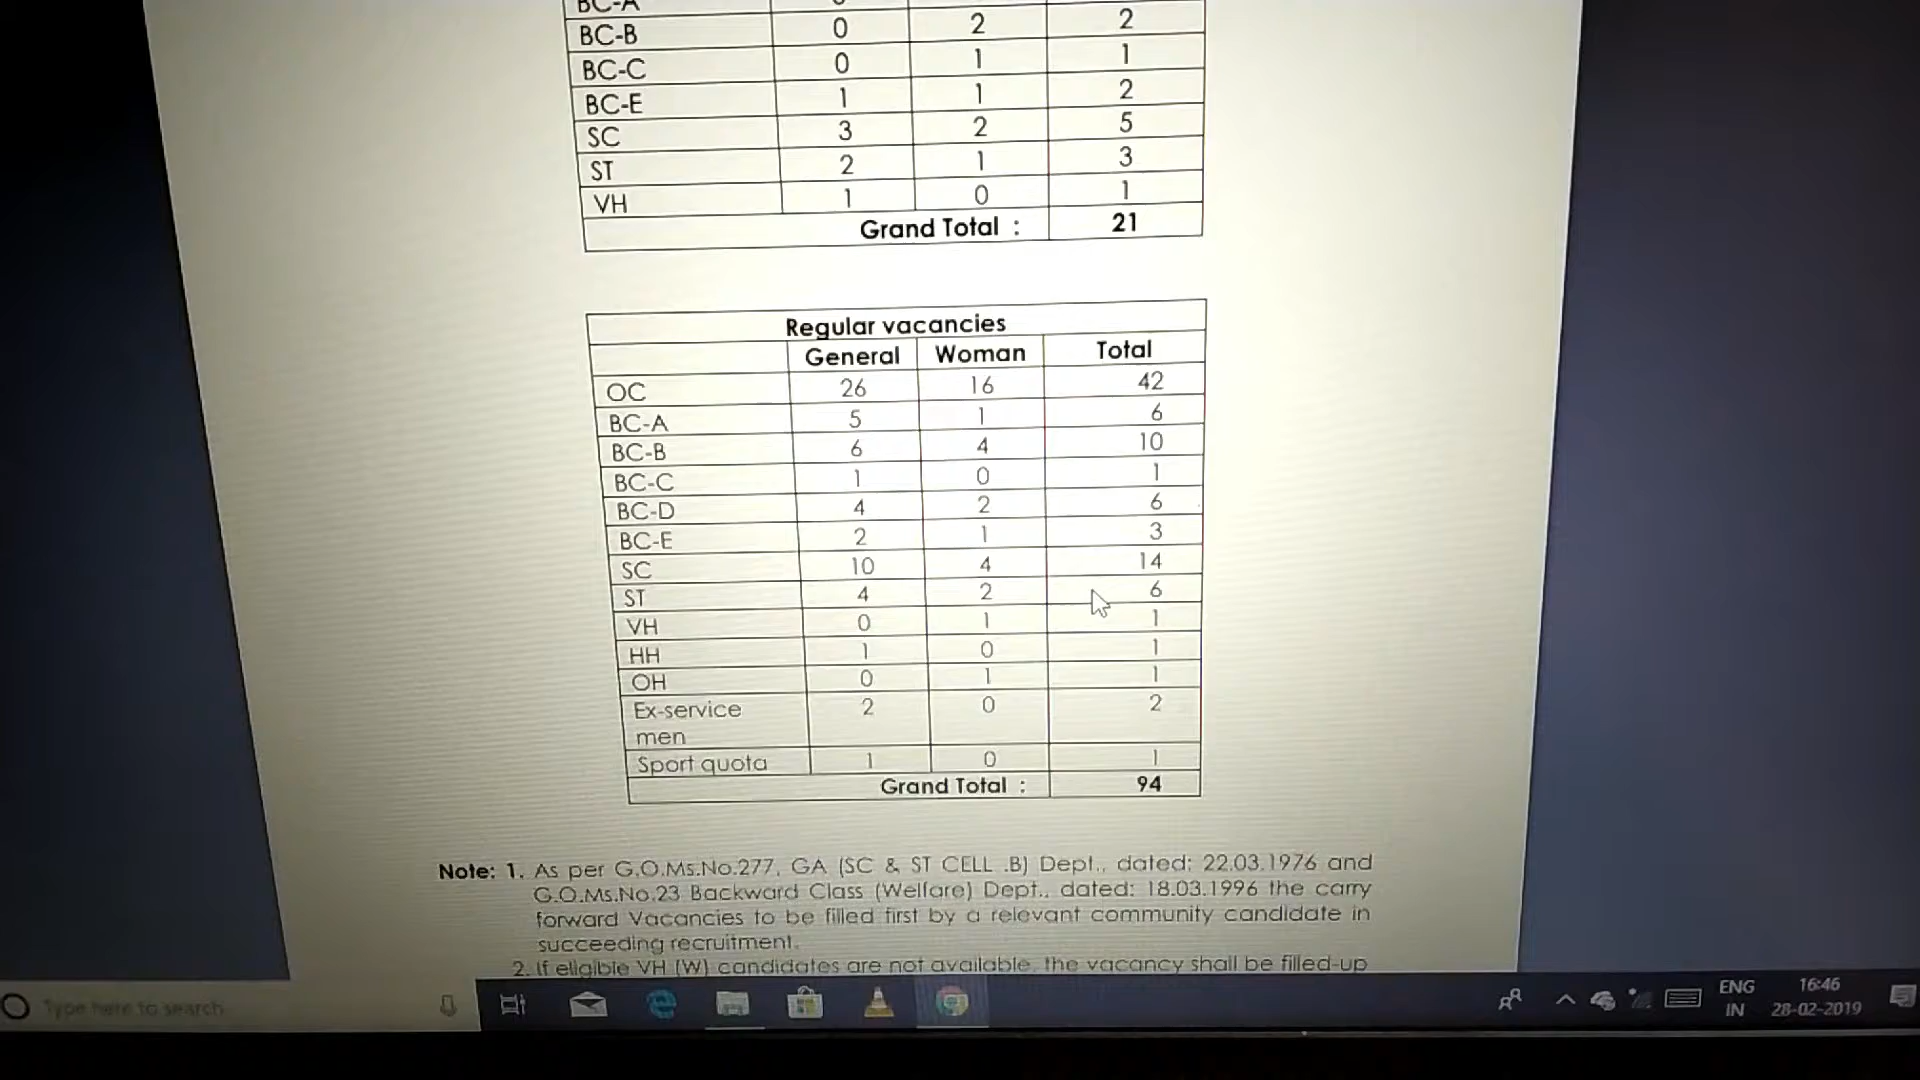 BC-A
BC-B 0 2 2
BC-C 0 1 1
BC-E 1 1 2
SC 3 2 5
ST 2 1 3
VH 1 0 1
Grand Total : 21
Regular vacancies
General Woman Total
OC 26 16 42
BC-A 5 1 6
BC-B 6 4 10
BC-C 1 0 1
BC-D 4 2 6
BC-E 2 1 3
SC 10 4 14
ST 4 2 6
VH 0 1 1
HH 1 0 1
OH 0 1 1
Ex-service 2 0 2
men
Sport quota 1 0 1
Grand Total : 94
Note: 1. As per G.O.Ms.No.277, GA (SC & ST CELL .B) Dept., dated: 22.03.1976 and
G.O.Ms.No.23 Backward Class (Welfare) Dept., dated: 18.03.1996 the carry
forward Vacancies to be filled first by a relevant community candidate in
succeeding recruitment.
2. If eligible VH (W) candidates are not available, the vacancy shall be filled-up
Type here to search
ENG
IN
16:46
28-02-2019